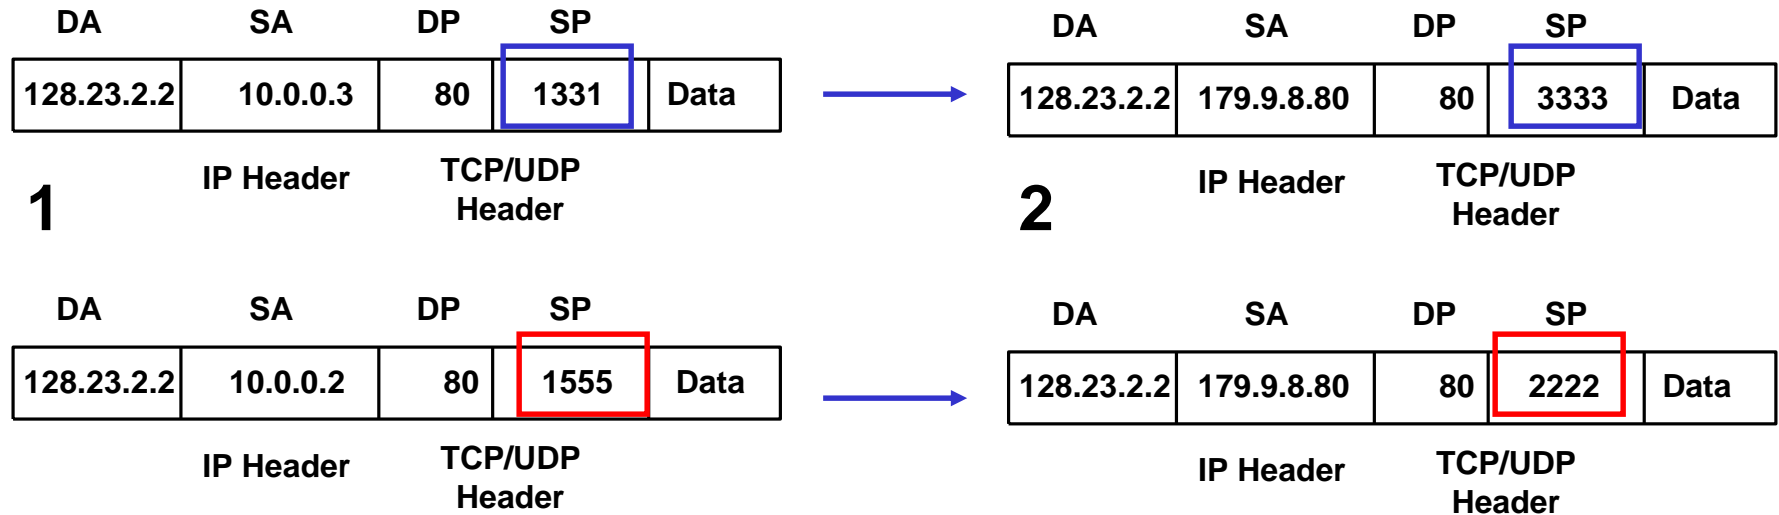 DA SA DP SP
128.23.2.2 10.0.0.3 80 1331 Data
IP Header TCP/UDP
Header
1
DA SA DP SP
128.23.2.2 179.9.8.80 80 3333 Data
IP Header TCP/UDP
Header
2
DA SA DP SP
128.23.2.2 10.0.0.2 80 1555 Data
IP Header TCP/UDP
Header
DA SA DP SP
128.23.2.2 179.9.8.80 80 2222 Data
IP Header TCP/UDP
Header